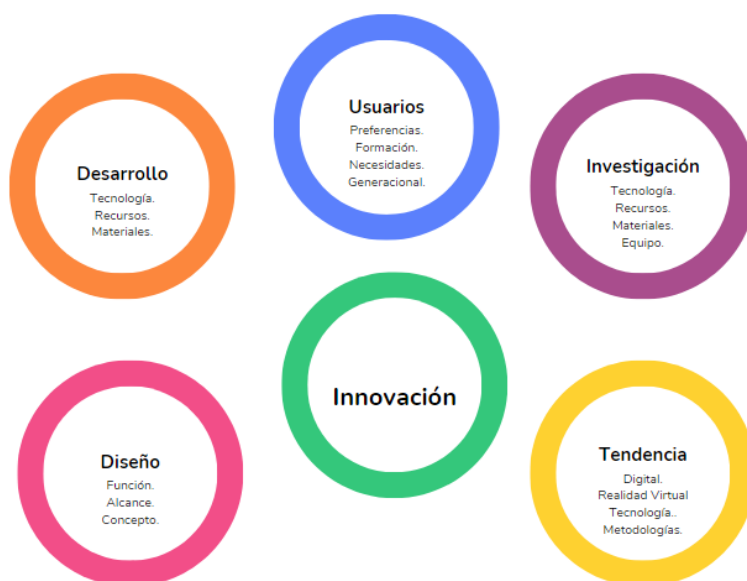 Usuarios
Preferencias.
Formación.
Necesidades.
Generacional.
Desarrollo
Tecnología.
Recursos.
Materiales.
Investigación
Tecnología.
Recursos.
Materiales.
Equipo.
Innovación
Diseño
Función.
Alcance.
Concepto.
Tendencia
Digital.
Realidad Virtual
Tecnología..
Metodologías.